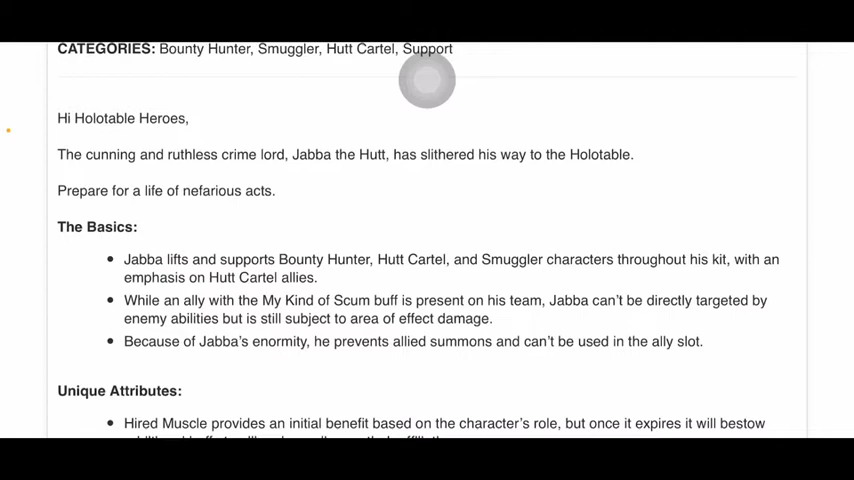 CATEGORIES: Bounty Hunter, Smuggler, Hutt Cartel, Support
Hi Holotable Heroes,
The cunning and ruthless crime lord, Jabba the Hutt, has slithered his way to the Holotable.
Prepare for a life of nefarious acts.
The Basics:
• Jabba lifts and supports Bounty Hunter, Hutt Cartel, and Smuggler characters throughout his kit, with an
emphasis on Hutt Cartel allies.
• While an ally with the My Kind of Scum buff is present on his team, Jabba can't be directly targeted by
enemy abilities but is still subject to area of effect damage.
• Because of Jabba's enormity, he prevents allied summons and can't be used in the ally slot.
Unique Attributes:
• Hired Muscle provides an initial benefit based on the character's role, but once it expires it will bestow